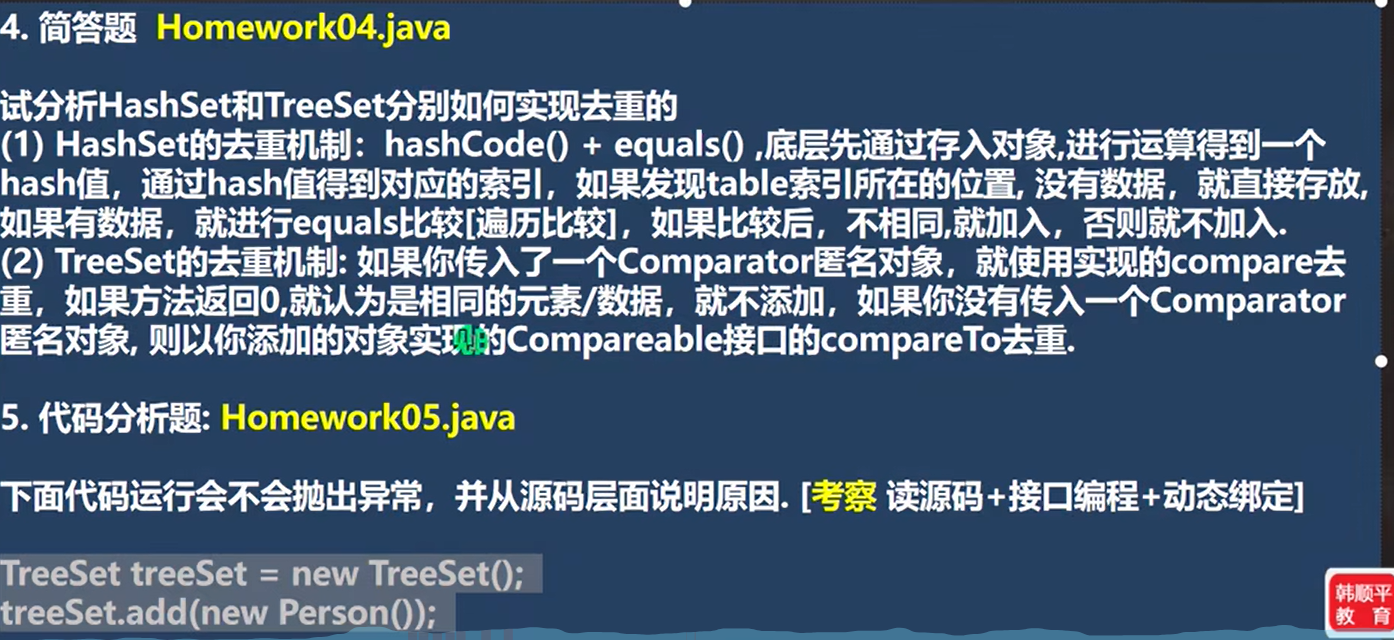 4. 简答题 Homework04.java
试分析HashSet和TreeSet分别如何实现去重的
(1) HashSet的去重机制：hashCode() + equals() ,底层先通过存入对象,进行运算得到一个
hash值，通过hash值得到对应的索引，如果发现table索引所在的位置, 没有数据，就直接存放,
如果有数据，就进行equals比较[遍历比较]，如果比较后，不相同,就加入，否则就不加入.
(2) TreeSet的去重机制: 如果你传入了一个Comparator匿名对象，就使用实现的compare去
重，如果方法返回0,就认为是相同的元素/数据，就不添加，如果你没有传入一个Comparator
匿名对象, 则以你添加的对象实现的Compareable接口的compareTo去重.
5. 代码分析题: Homework05.java
下面代码运行会不会抛出异常，并从源码层面说明原因. [考察 读源码+接口编程+动态绑定]
TreeSet treeSet = new TreeSet();
treeSet.add(new Person());
韩顺平
教 育